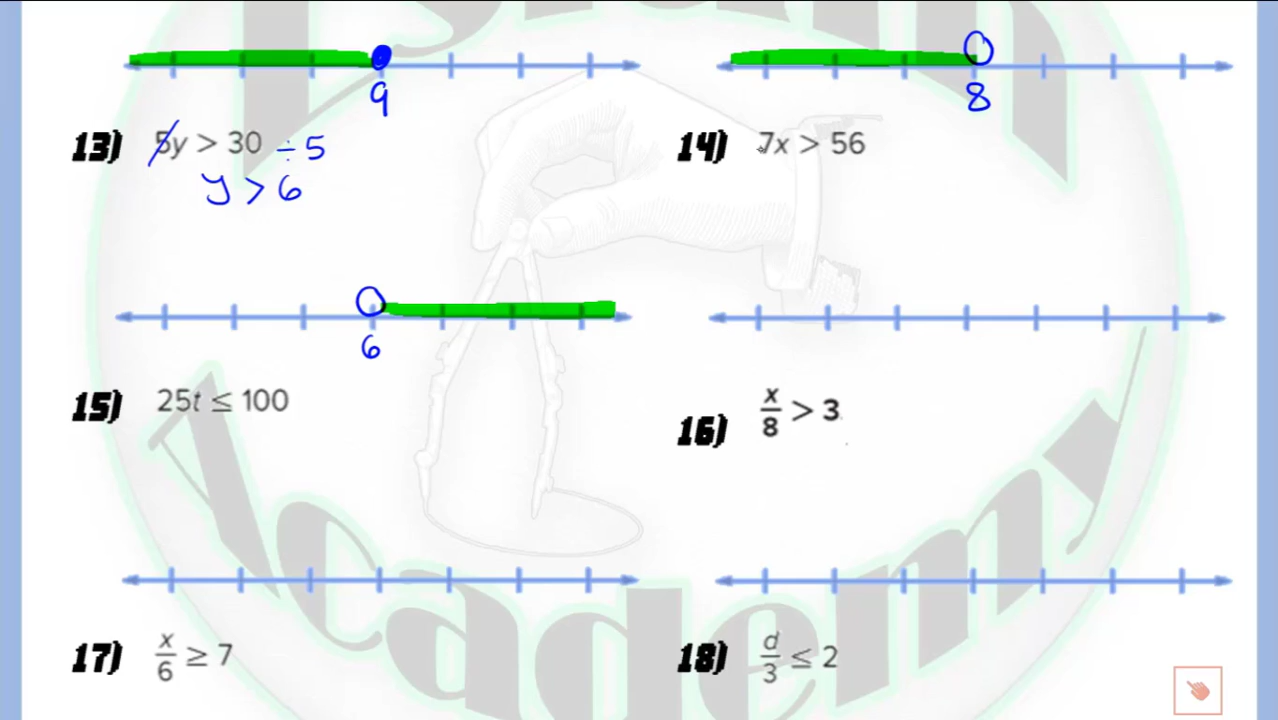 9
8
13) 5y > 30 ÷5
y > 6
14) 7x > 56
6
15) 25t ≤ 100
16) x/8 > 3
17) x/6 ≥ 7
18) d/3 ≤ 2
Academy